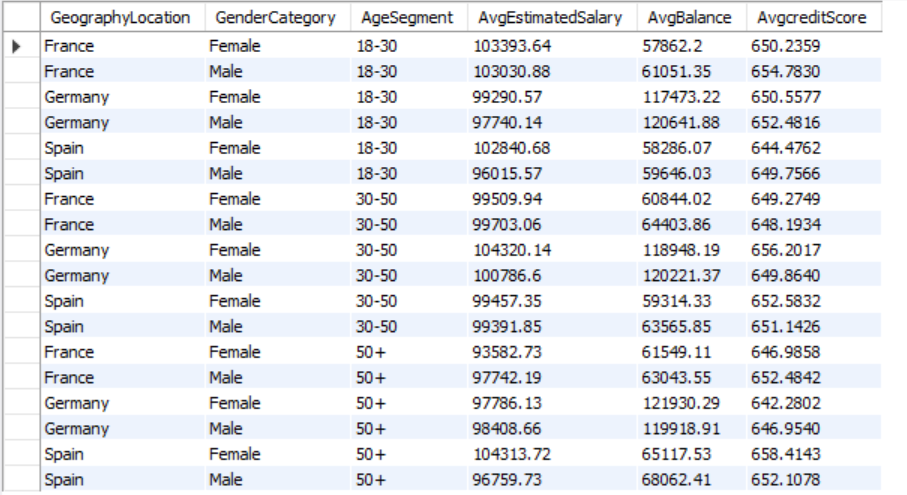 GeographyLocation GenderCategory AgeSegment AvgEstimatedSalary AvgBalance AvgcreditScore
France Female 18-30 103393.64 57862.2 650.2359
France Male 18-30 103030.88 61051.35 654.7830
Germany Female 18-30 99290.57 117473.22 650.5577
Germany Male 18-30 97740.14 120641.88 652.4816
Spain Female 18-30 102840.68 58286.07 644.4762
Spain Male 18-30 96015.57 59646.03 649.7566
France Female 30-50 99509.94 60844.02 649.2749
France Male 30-50 99703.06 64403.86 648.1934
Germany Female 30-50 104320.14 118948.19 656.2017
Germany Male 30-50 100786.6 120221.37 649.8640
Spain Female 30-50 99457.35 59314.33 652.5832
Spain Male 30-50 99391.85 63565.85 651.1426
France Female 50+ 93582.73 61549.11 646.9858
France Male 50+ 97742.19 63043.55 652.4842
Germany Female 50+ 97786.13 121930.29 642.2802
Germany Male 50+ 98408.66 119918.91 646.9540
Spain Female 50+ 104313.72 65117.53 658.4143
Spain Male 50+ 96759.73 68062.41 652.1078